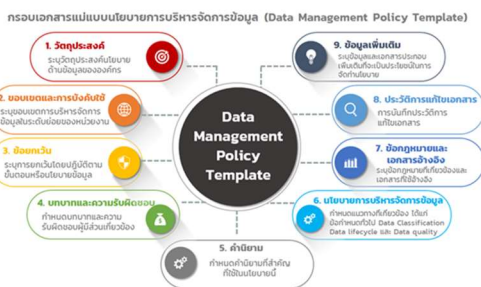 กรอบเอกสารแม่แบบนโยบายการบริหารจัดการข้อมูล (Data Management Policy Template)
1. วัตถุประสงค์
ระบุวัตถุประสงค์นโยบาย
ด้านข้อมูลขององค์กร
2. ขอบเขตและการบังคับใช้
ระบุขอบเขตการบริหารจัดการ
ข้อมูลในระดับย่อยของหน่วยงาน
3. ข้อยกเว้น
ระบุการยกเว้นโดยปฏิบัติตาม
ขั้นตอนหรือนโยบายข้อมูล
4. บทบาทและความรับผิดชอบ
กำหนดบทบาทและความ
รับผิดชอบผู้มีส่วนเกี่ยวข้อง
5. คำนิยาม
กำหนดคำนิยามที่สำคัญ
ที่ใช้ในนโยบายนี้
Data
Management
Policy
Template
9. ข้อมูลเพิ่มเติม
ระบุข้อมูลและเอกสารประกอบ
เพิ่มเติมที่จะเป็นประโยชน์ในการ
จัดทำนโยบาย
8. ประวัติการแก้ไขเอกสาร
การบันทึกประวัติการ
แก้ไขเอกสาร
7. ข้อกฎหมายและ
เอกสารอ้างอิง
ระบุข้อกฎหมายที่เกี่ยวข้องและ
เอกสารที่ใช้อ้างอิง
6. นโยบายการบริหารจัดการข้อมูล
กำหนดแนวทางที่เกี่ยวข้อง ได้แก่
ข้อกำหนดทั่วไป Data Classification
Data lifecycle และ Data quality